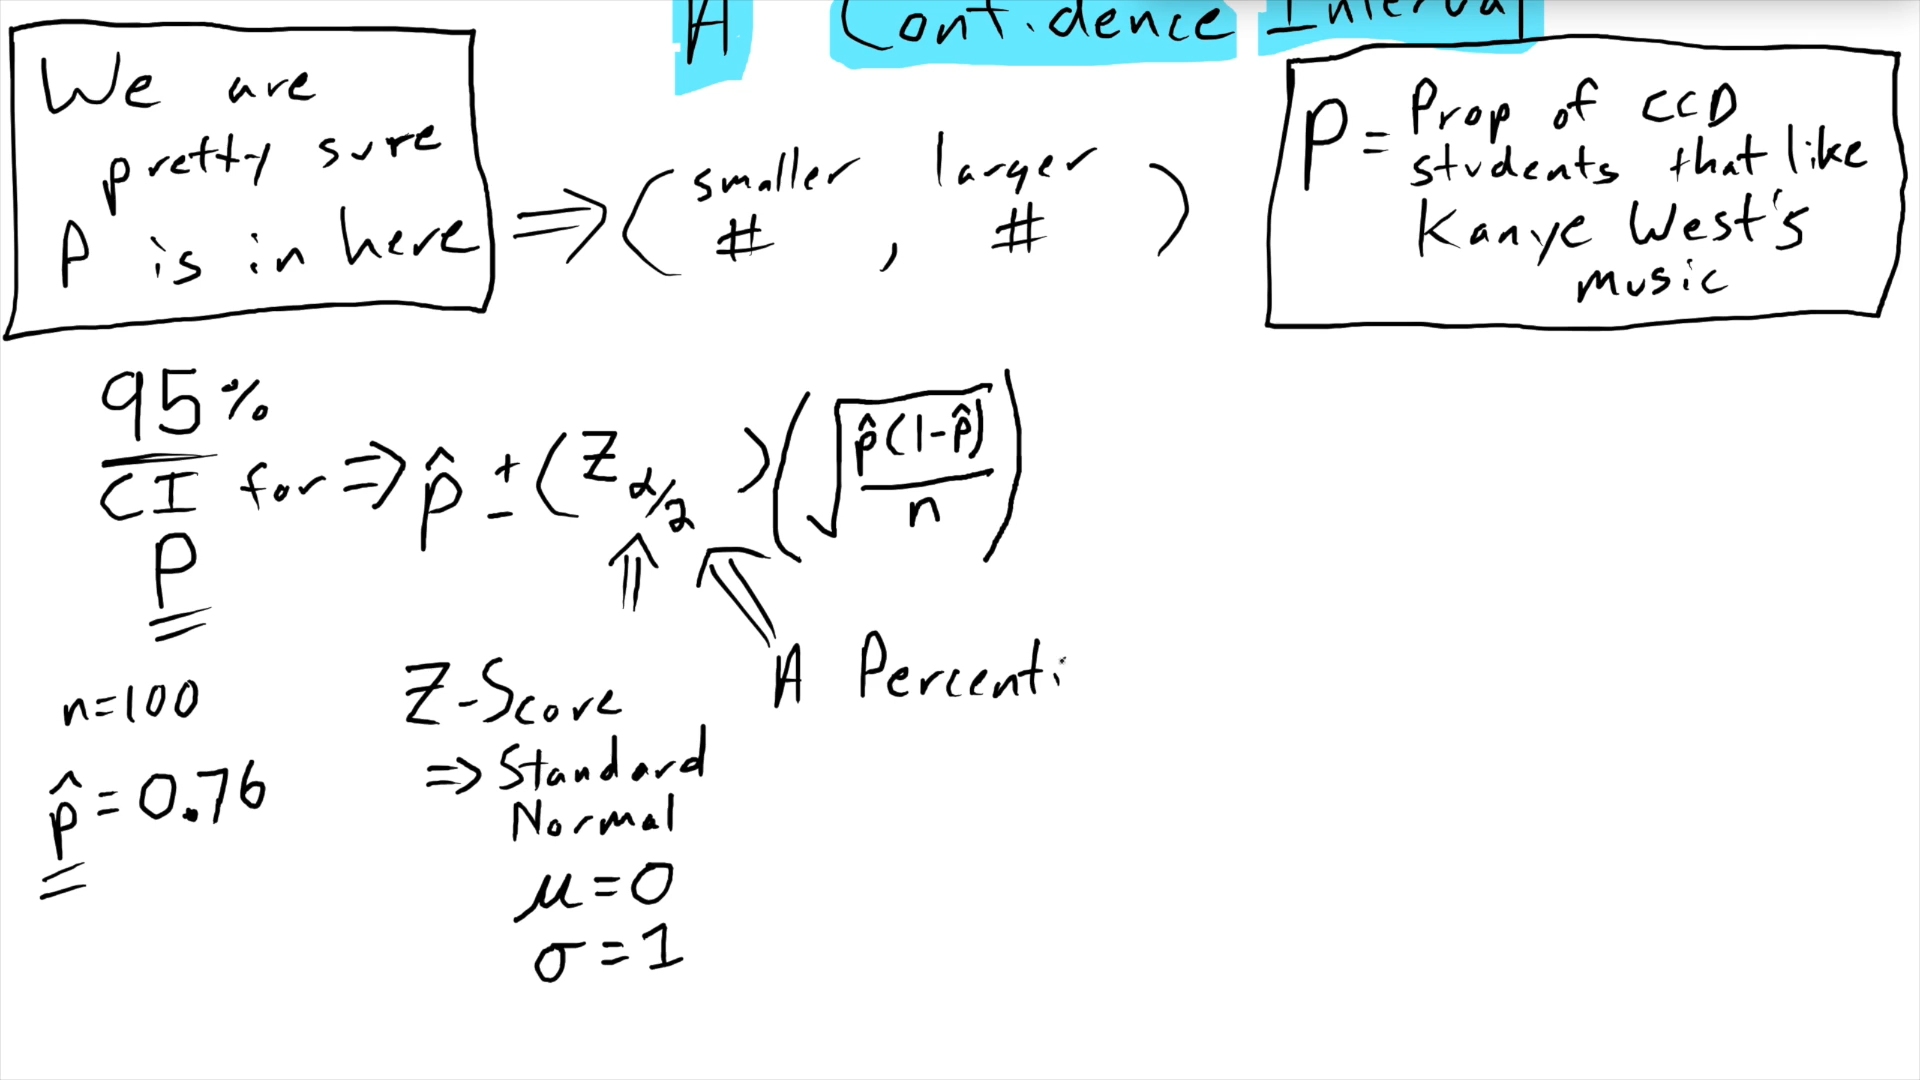 A Confidence Interval
We are
pretty sure
P is in here
⇒ ( smaller # , larger # )
P = Prop of CCD
students that like
Kanye West's
music
95%
CI for ⇒ p̂ ± (Z α/2) (√(p̂(1-p̂)/n))
P
n=100
p̂ = 0.76
Z-Score
⇒ Standard
Normal
μ = 0
σ = 1
A Percenti